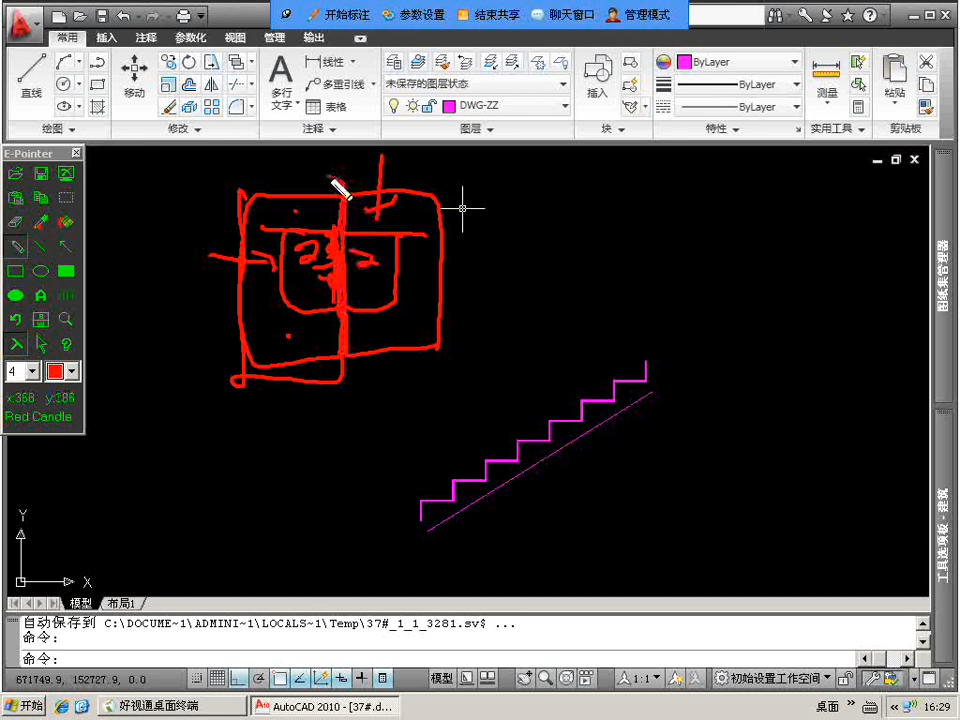 开始标注 参数设置 结束共享 聊天窗口 管理模式
常用 插入 注释 参数化 视图 管理 输出
直线 移动 多行文字 线性 多重引线 表格 未保存的图层状态 DWG-ZZ 插入 ByLayer ByLayer ByLayer 测量 粘贴
绘图 修改 注释 图层 块 特性 实用工具 剪贴板
E-Pointer
4
x:368 y:186
Red Candle
2 2
图纸集管理器
工具选项板 - 建筑
Y
X
模型 布局1
自动保存到 C:\DOCUME~1\ADMINI~1\LOCALS~1\Temp\37#_1_1_3281.sv$ ...
命令:
命令:
671749.9, 152727.9, 0.0 模型 1:1 初始设置工作空间
开始 好视通桌面终端 AutoCAD 2010 - [37#.d... 桌面 16:29